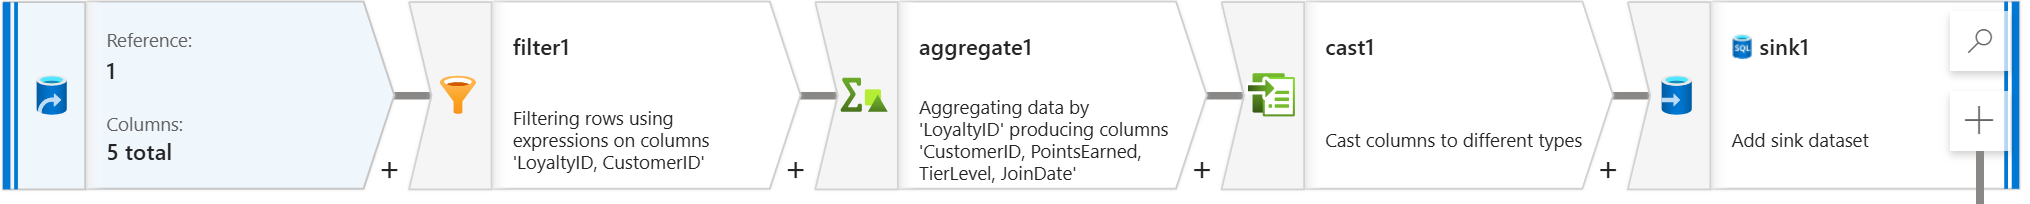 Reference:
1
Columns:
5 total
+
filter1
Filtering rows using
expressions on columns
'LoyaltyID, CustomerID'
+
aggregate1
Aggregating data by
'LoyaltyID' producing columns
'CustomerID, PointsEarned,
TierLevel, JoinDate'
+
cast1
Cast columns to different types
+
SQL sink1
Add sink dataset